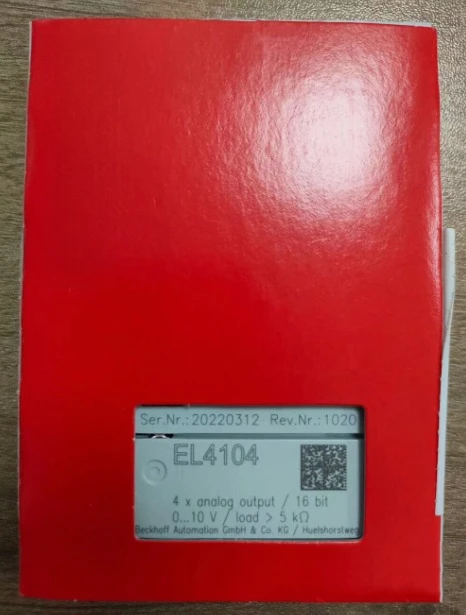 Ser.Nr.: 20220312 Rev.Nr.: 1020
EL4104
4 x analog output / 16 bit
0...10 V / load > 5 kΩ
Beckhoff Automation GmbH & Co. KG / Huelshorstweg